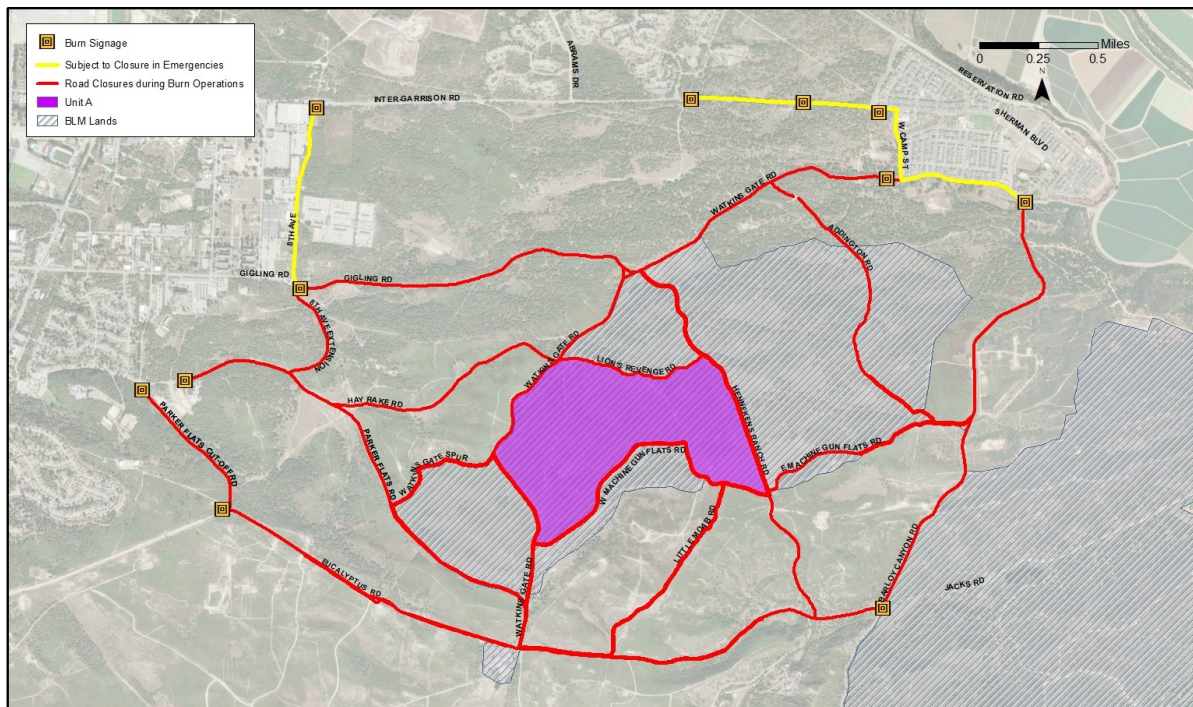 Burn Signage
Subject to Closure in Emergencies
Road Closures during Burn Operations
Unit A
BLM Lands
Miles
0 0.25 0.5
N
ABRAMS DR
INTER-GARRISON RD
RESERVATION RD
SHERMAN BLVD
W CAMP ST
WATKINS GATE RD
8TH AVE
ADDINGTON RD
GIGLING RD
GIGLING RD
8TH AVE EXTENSION
WATKINS GATE RD
LION'S REVENGE RD
HENNEKENS RANCH RD
HAY RAKE RD
PARKER FLATS CUT-OFF RD
PARKER FLATS RD
WATKINS GATE SPUR
W MACHINE GUN FLATS RD
E MACHINE GUN FLATS RD
LITTLE MOAB RD
EUCALYPTUS RD
WATKINS GATE RD
BARLOY CANYON RD
JACKS RD